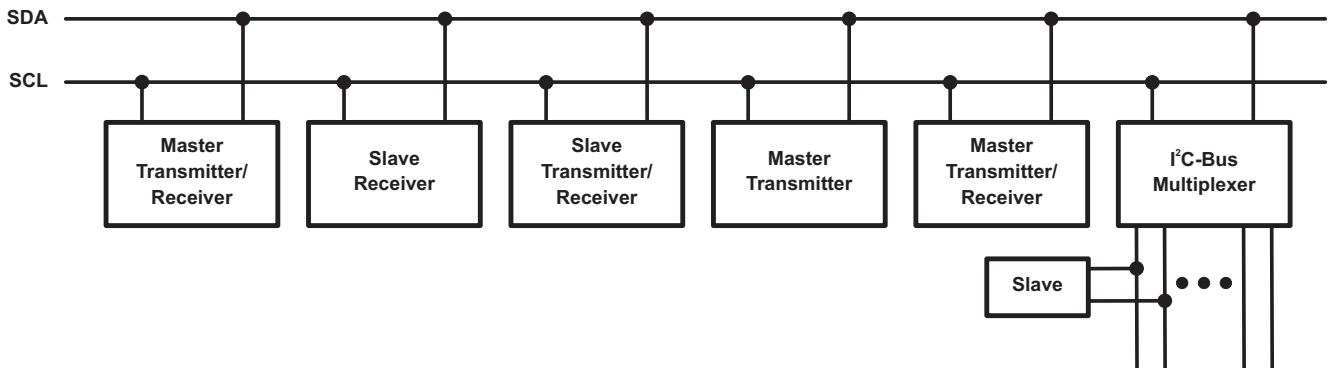 SDA
SCL
Master
Transmitter/
Receiver
Slave
Receiver
Slave
Transmitter/
Receiver
Master
Transmitter
Master
Transmitter/
Receiver
I²C-Bus
Multiplexer
Slave